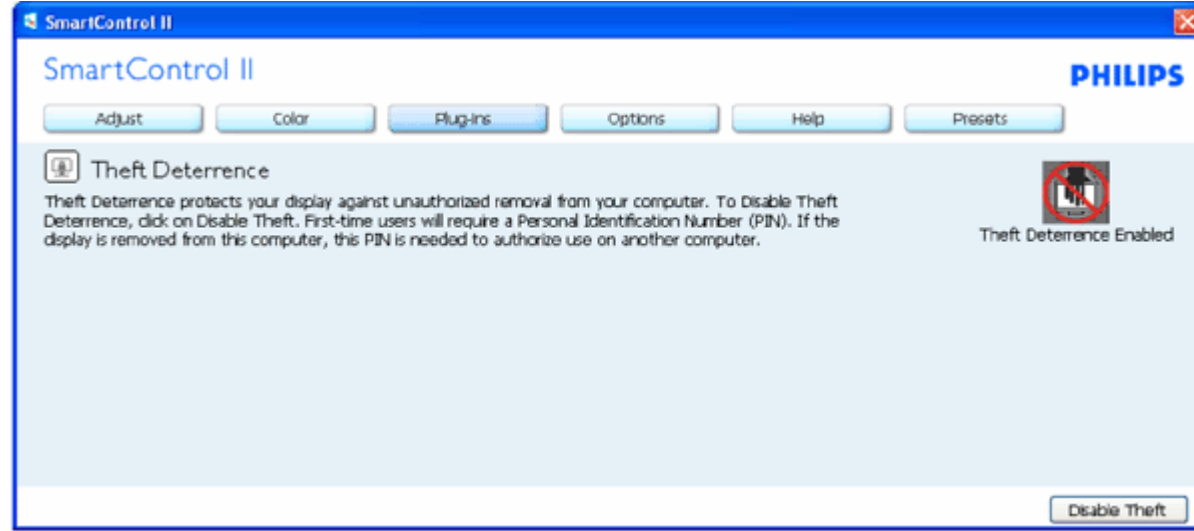 SmartControl II
SmartControl II
PHILIPS
Adjust Color Plug-Ins Options Help Presets
Theft Deterrence
Theft Deterrence protects your display against unauthorized removal from your computer. To Disable Theft
Deterrence, click on Disable Theft. First-time users will require a Personal Identification Number (PIN). If the
display is removed from this computer, this PIN is needed to authorize use on another computer.
Theft Deterrence Enabled
Disable Theft